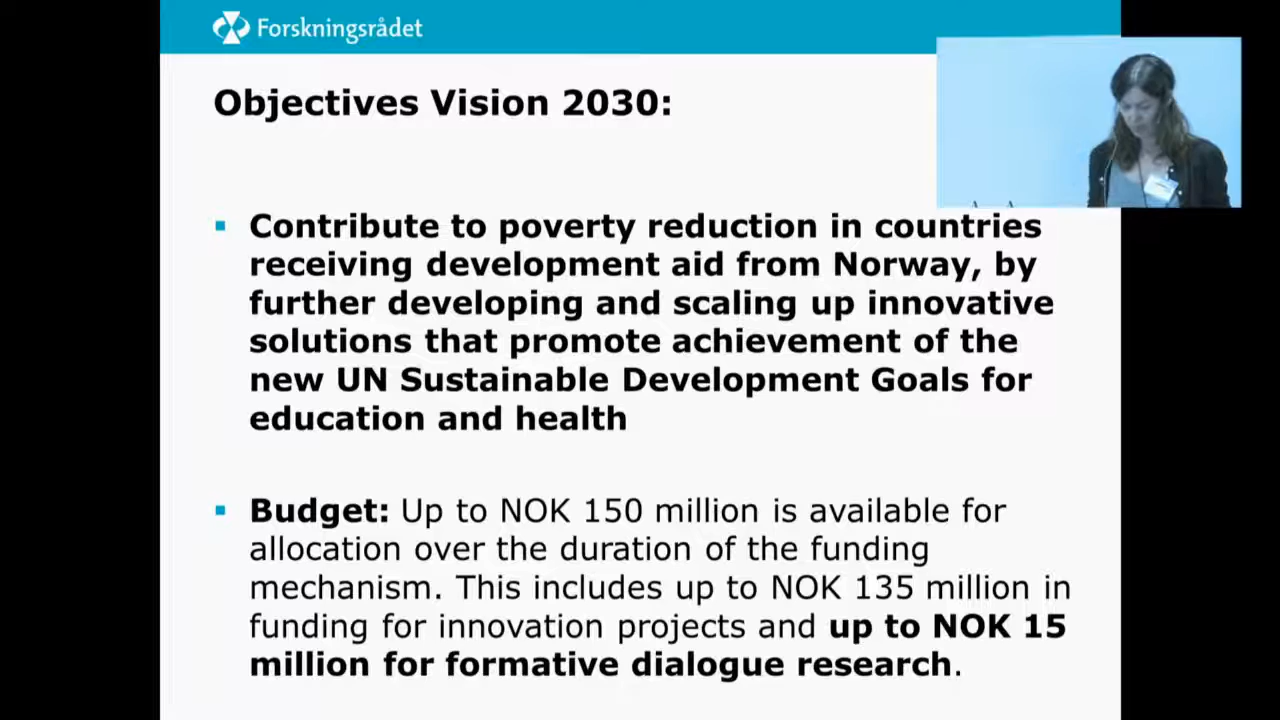 Forskningsrådet
Objectives Vision 2030:
▪ Contribute to poverty reduction in countries
receiving development aid from Norway, by
further developing and scaling up innovative
solutions that promote achievement of the
new UN Sustainable Development Goals for
education and health
▪ Budget: Up to NOK 150 million is available for
allocation over the duration of the funding
mechanism. This includes up to NOK 135 million in
funding for innovation projects and up to NOK 15
million for formative dialogue research.